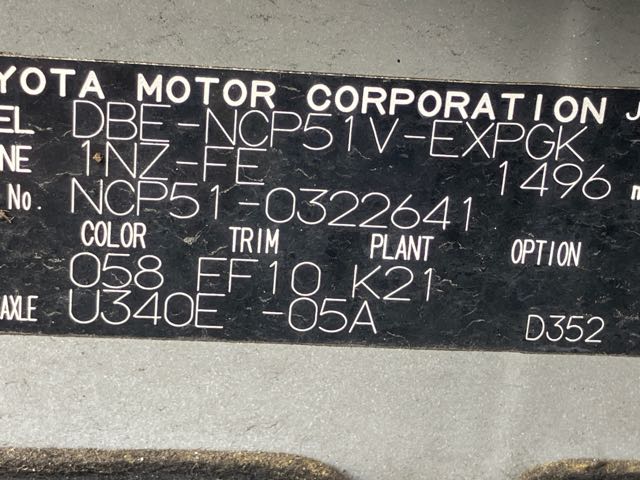 YOTA MOTOR CORPORATION J
EL DBE-NCP51V-EXPGK
NE 1NZ-FE 1496
No. NCP51-0322641
COLOR TRIM PLANT OPTION
058 FF10 K21
AXLE U340E -05A D352